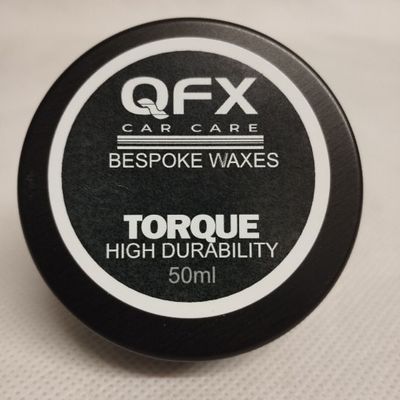 QFX
CAR CARE
BESPOKE WAXES
TORQUE
HIGH DURABILITY
50ml